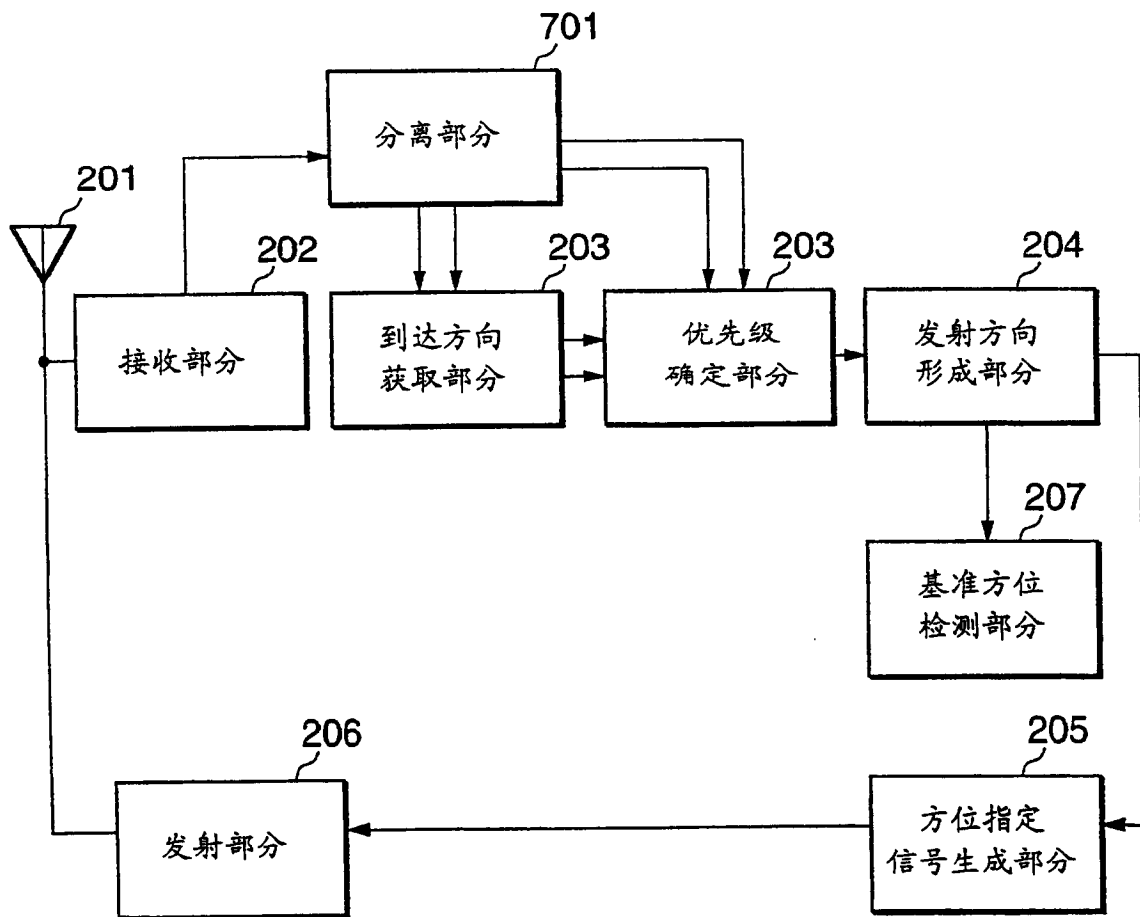 701
分离部分
201
202
接收部分
203
到达方向
获取部分
203
优先级
确定部分
204
发射方向
形成部分
207
基准方位
检测部分
206
发射部分
205
方位指定
信号生成部分